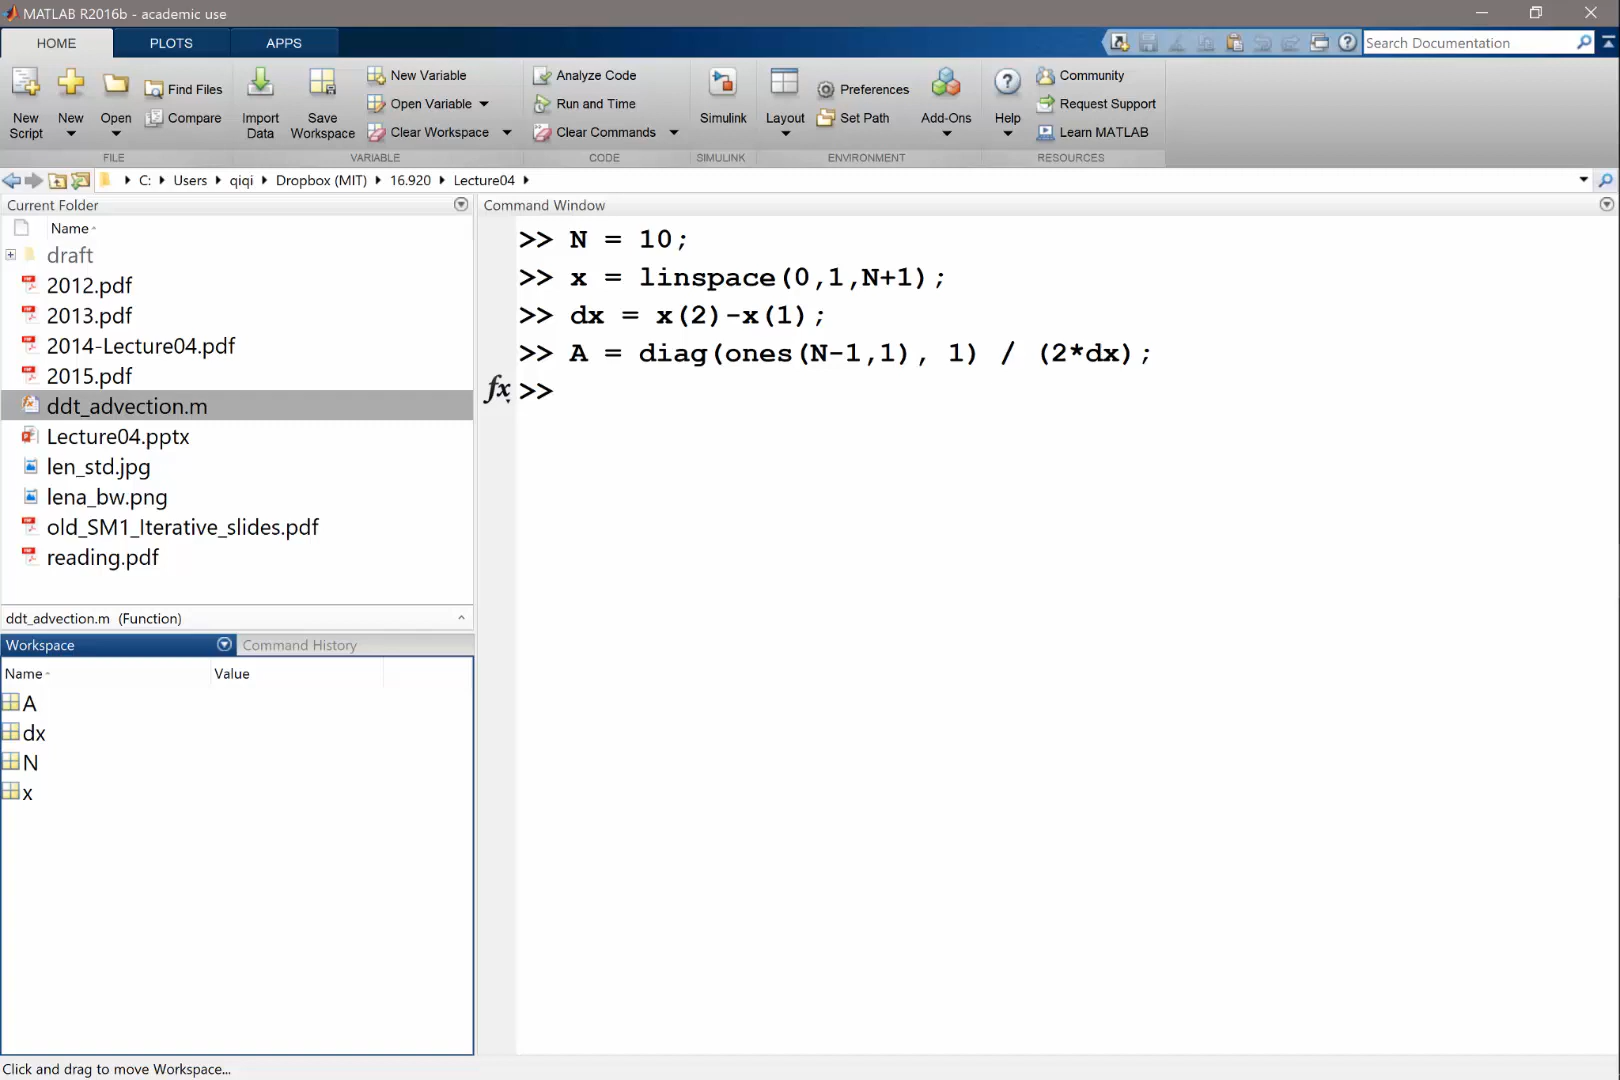 MATLAB R2016b - academic use
HOME PLOTS APPS
Search Documentation
New Script
New
Open
Find Files
Compare
Import Data
Save Workspace
New Variable
Open Variable
Clear Workspace
Analyze Code
Run and Time
Clear Commands
Simulink
Layout
Preferences
Set Path
Add-Ons
Help
Community
Request Support
Learn MATLAB
FILE VARIABLE CODE SIMULINK ENVIRONMENT RESOURCES
C: Users qiqi Dropbox (MIT) 16.920 Lecture04
Current Folder
Name
draft
2012.pdf
2013.pdf
2014-Lecture04.pdf
2015.pdf
ddt_advection.m
Lecture04.pptx
len_std.jpg
lena_bw.png
old_SM1_Iterative_slides.pdf
reading.pdf
ddt_advection.m (Function)
Workspace Command History
Name Value
A
dx
N
x
Command Window
>> N = 10;
>> x = linspace(0,1,N+1);
>> dx = x(2)-x(1);
>> A = diag(ones(N-1,1), 1) / (2*dx);
fx >>
Click and drag to move Workspace...